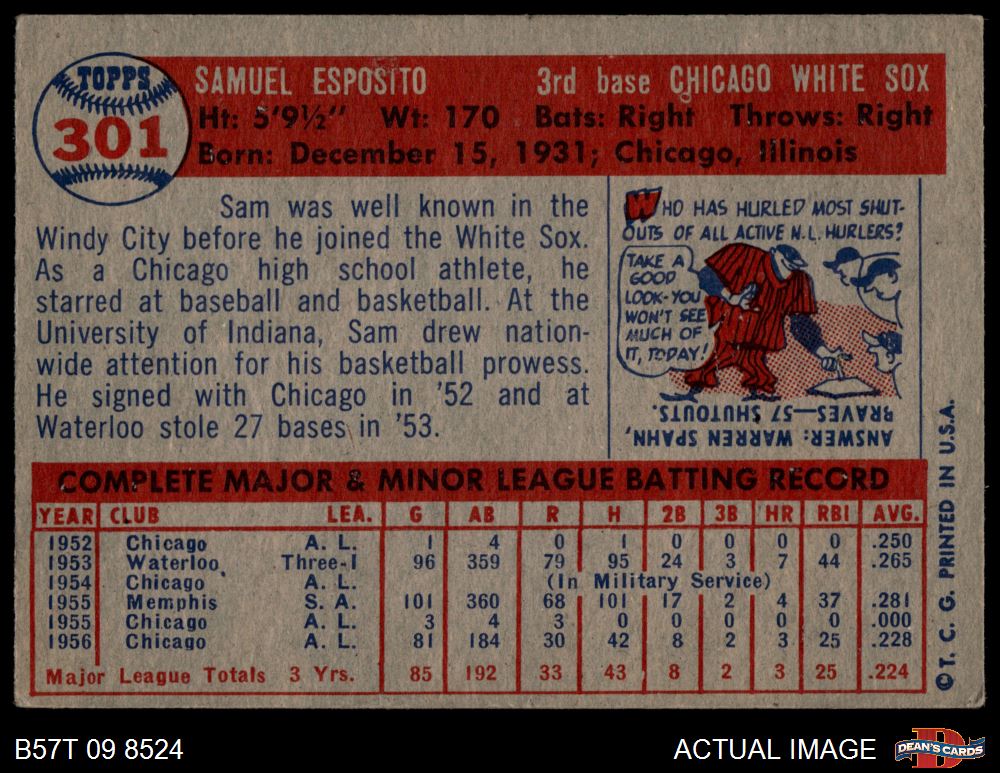 TOPPS
301
SAMUEL ESPOSITO 3rd base CHICAGO WHITE SOX
Ht: 5'9½" Wt: 170 Bats: Right Throws: Right
Born: December 15, 1931; Chicago, Illinois
Sam was well known in the
Windy City before he joined the White Sox.
As a Chicago high school athlete, he
starred at baseball and basketball. At the
University of Indiana, Sam drew nation-
wide attention for his basketball prowess.
He signed with Chicago in '52 and at
Waterloo stole 27 bases in '53.
WHO HAS HURLED MOST SHUT-
OUTS OF ALL ACTIVE N.L. HURLERS?
TAKE A
GOOD
LOOK-YOU
WON'T SEE
MUCH OF
IT, TODAY!
ANSWER: WARREN SPAHN,
BRAVES—57 SHUTOUTS.
COMPLETE MAJOR & MINOR LEAGUE BATTING RECORD
YEAR CLUB LEA. G AB R H 2B 3B HR RBI AVG.
1952 Chicago A. L. 1 4 0 1 0 0 0 0 .250
1953 Waterloo Three-I 96 359 79 95 24 3 7 44 .265
1954 Chicago A. L. (In Military Service)
1955 Memphis S. A. 101 360 68 101 17 2 4 37 .281
1955 Chicago A. L. 3 4 3 0 0 0 0 0 .000
1956 Chicago A. L. 81 184 30 42 8 2 3 25 .228
Major League Totals 3 Yrs. 85 192 33 43 8 2 3 25 .224
© T. C. G. PRINTED IN U.S.A.
B57T 09 8524
ACTUAL IMAGE
D
DEAN'S CARDS